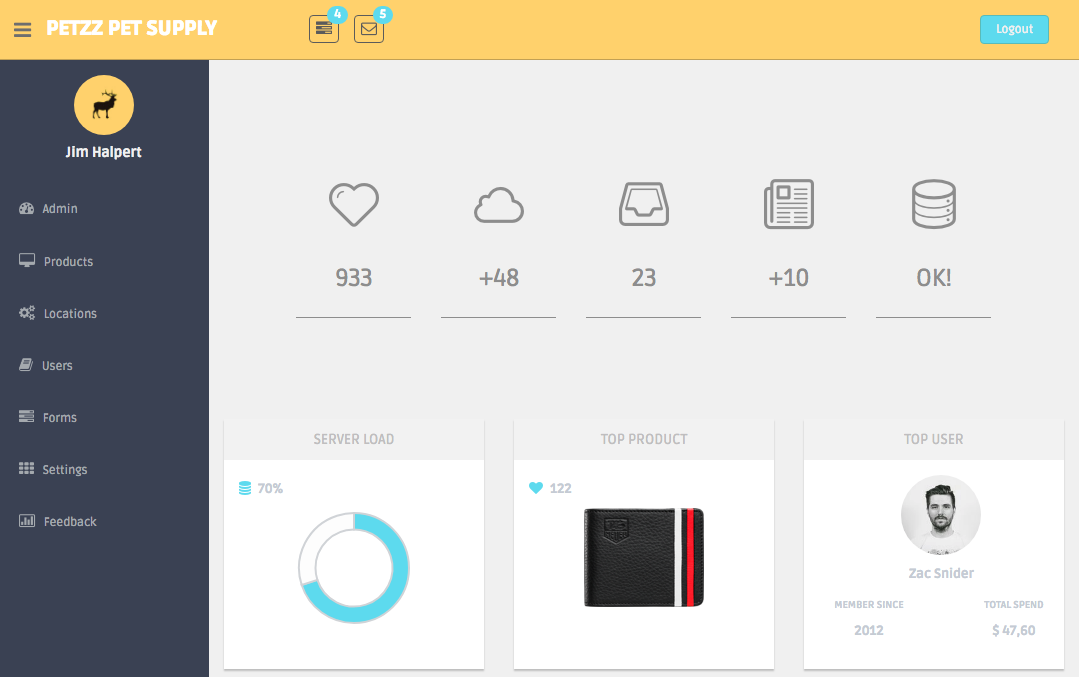 PETZZ PET SUPPLY
4
5
Logout
Jim Halpert
Admin
Products
Locations
Users
Forms
Settings
Feedback
933
+48
23
+10
OK!
SERVER LOAD
70%
TOP PRODUCT
122
TOP USER
Zac Snider
MEMBER SINCE
TOTAL SPEND
2012
$ 47,60